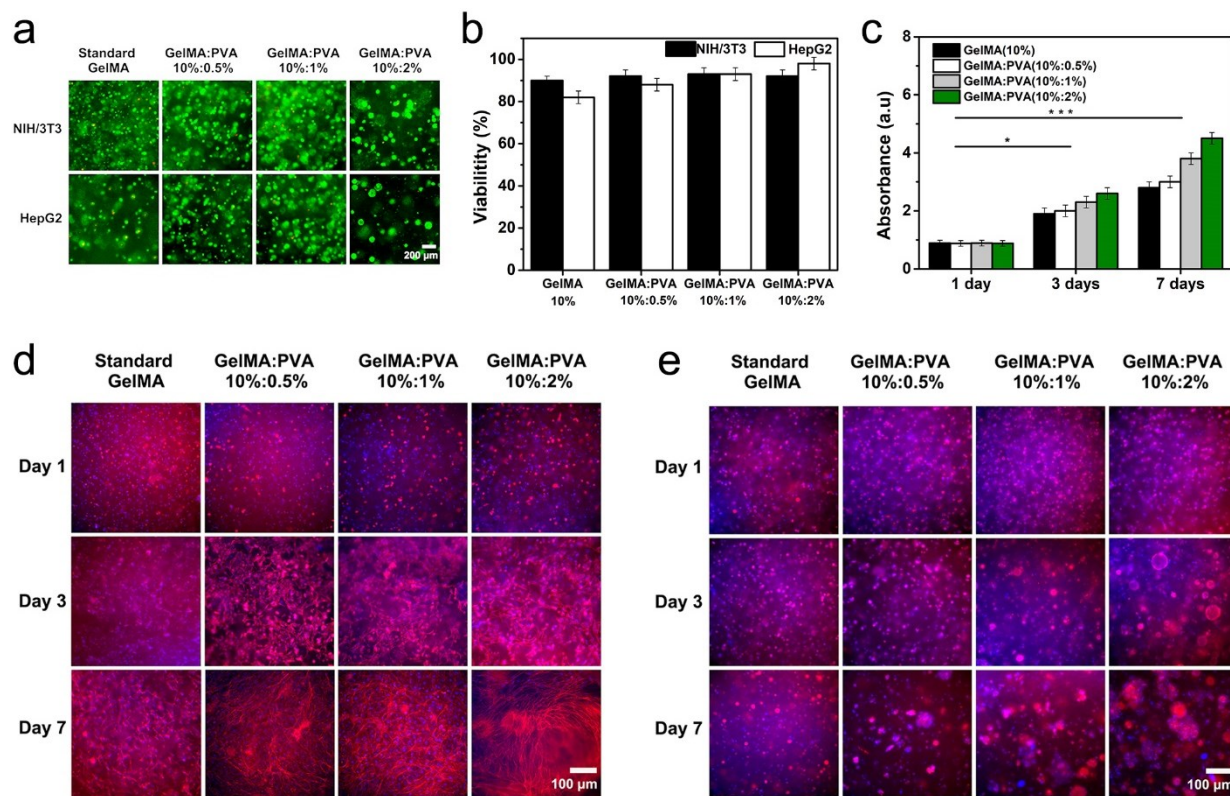 a
Standard GelMA
GelMA:PVA 10%:0.5%
GelMA:PVA 10%:1%
GelMA:PVA 10%:2%
NIH/3T3
HepG2
200 µm
b
Viabilitity (%)
100
80
60
40
20
0
NIH/3T3
HepG2
GelMA 10%
GelMA:PVA 10%:0.5%
GelMA:PVA 10%:1%
GelMA:PVA 10%:2%
c
Absorbance (a.u)
8
6
4
2
0
GelMA(10%)
GelMA:PVA(10%:0.5%)
GelMA:PVA(10%:1%)
GelMA:PVA(10%:2%)
* * *
*
1 day
3 days
7 days
d
Standard GelMA
GelMA:PVA 10%:0.5%
GelMA:PVA 10%:1%
GelMA:PVA 10%:2%
Day 1
Day 3
Day 7
100 µm
e
Standard GelMA
GelMA:PVA 10%:0.5%
GelMA:PVA 10%:1%
GelMA:PVA 10%:2%
Day 1
Day 3
Day 7
100 µm